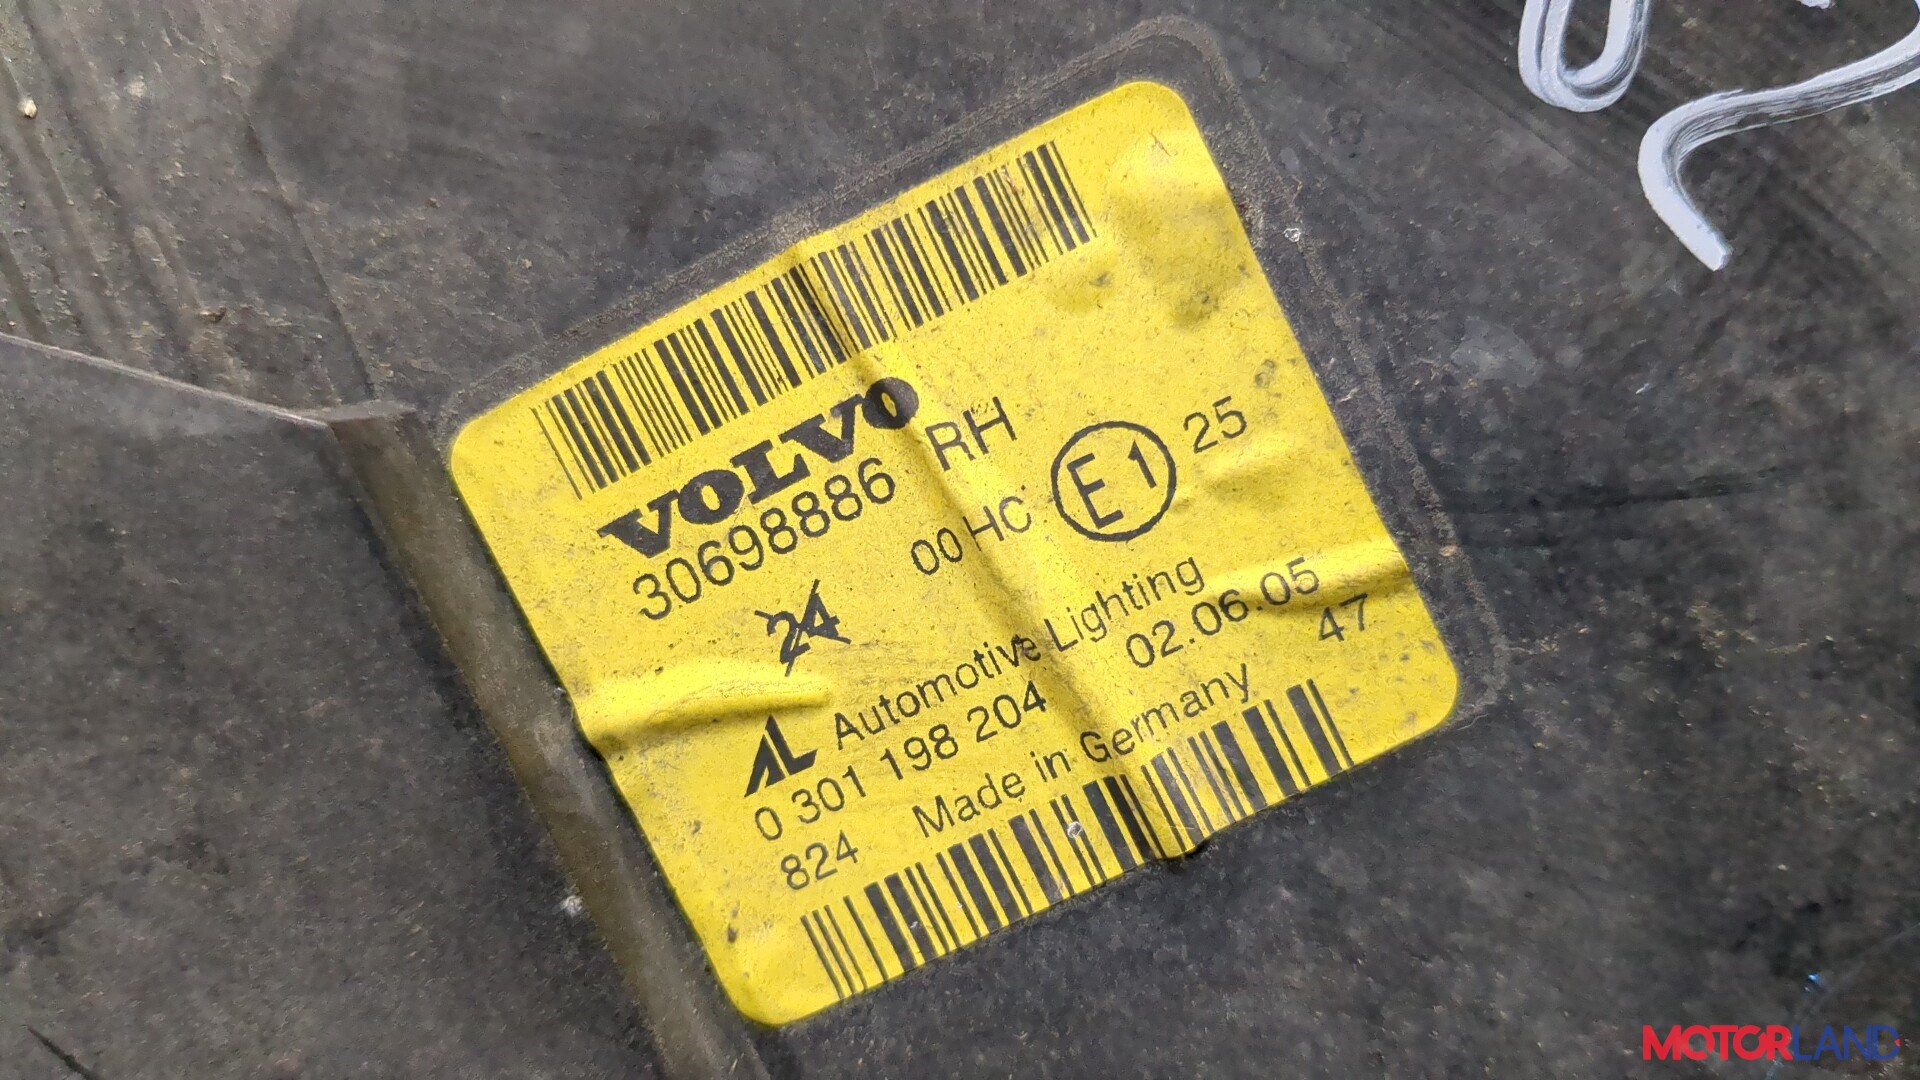 VOLVO
30698886 RH
00 HC E1 25
24
AL Automotive Lighting
0 301 198 204 02.06.05
824 Made in Germany 47
MOTORLAND